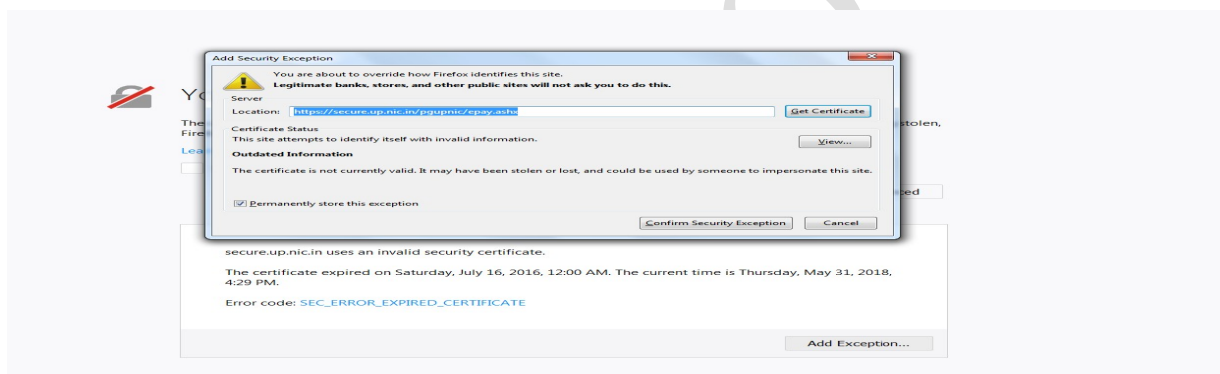 Add Security Exception
You are about to override how Firefox identifies this site.
Legitimate banks, stores, and other public sites will not ask you to do this.
Server
Location: https://secure.up.nic.in/pgupnic/epay.ashx
Get Certificate
Certificate Status
This site attempts to identify itself with invalid information.
View...
Outdated Information
The certificate is not currently valid. It may have been stolen or lost, and could be used by someone to impersonate this site.
Permanently store this exception
Confirm Security Exception
Cancel
Yo
The
stolen,
Fire
Lea
ced
secure.up.nic.in uses an invalid security certificate.
The certificate expired on Saturday, July 16, 2016, 12:00 AM. The current time is Thursday, May 31, 2018,
4:29 PM.
Error code: SEC_ERROR_EXPIRED_CERTIFICATE
Add Exception...